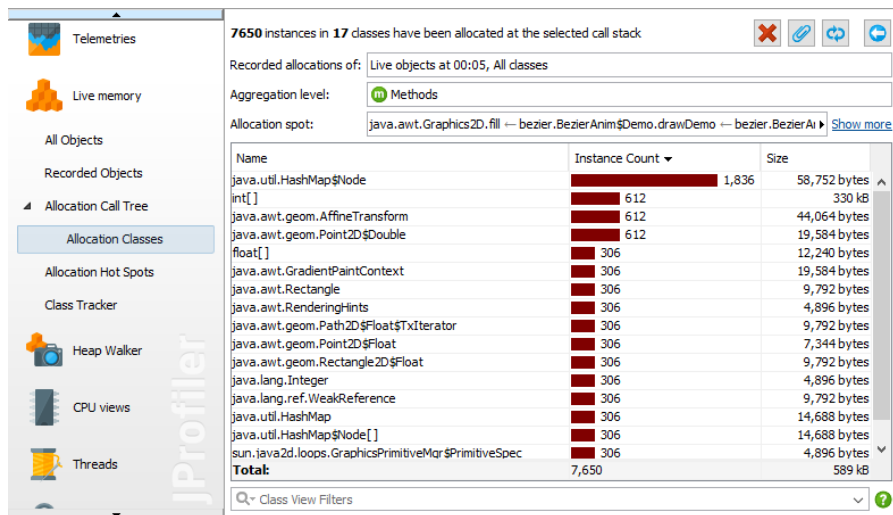 Telemetries
Live memory
All Objects
Recorded Objects
Allocation Call Tree
Allocation Classes
Allocation Hot Spots
Class Tracker
Heap Walker
CPU views
Threads
JProfiler
7650 instances in 17 classes have been allocated at the selected call stack
Recorded allocations of: Live objects at 00:05, All classes
Aggregation level: m Methods
Allocation spot: java.awt.Graphics2D.fill ← bezier.BezierAnim$Demo.drawDemo ← bezier.BezierAi Show more
Name Instance Count Size
java.util.HashMap$Node 1,836 58,752 bytes
int[ ] 612 330 kB
java.awt.geom.AffineTransform 612 44,064 bytes
java.awt.geom.Point2D$Double 612 19,584 bytes
float[ ] 306 12,240 bytes
java.awt.GradientPaintContext 306 19,584 bytes
java.awt.Rectangle 306 9,792 bytes
java.awt.RenderingHints 306 4,896 bytes
java.awt.geom.Path2D$Float$TxIterator 306 9,792 bytes
java.awt.geom.Point2D$Float 306 7,344 bytes
java.awt.geom.Rectangle2D$Float 306 9,792 bytes
java.lang.Integer 306 4,896 bytes
java.lang.ref.WeakReference 306 9,792 bytes
java.util.HashMap 306 14,688 bytes
java.util.HashMap$Node[ ] 306 14,688 bytes
sun.java2d.loops.GraphicsPrimitiveMgr$PrimitiveSpec 306 4,896 bytes
Total: 7,650 589 kB
Class View Filters